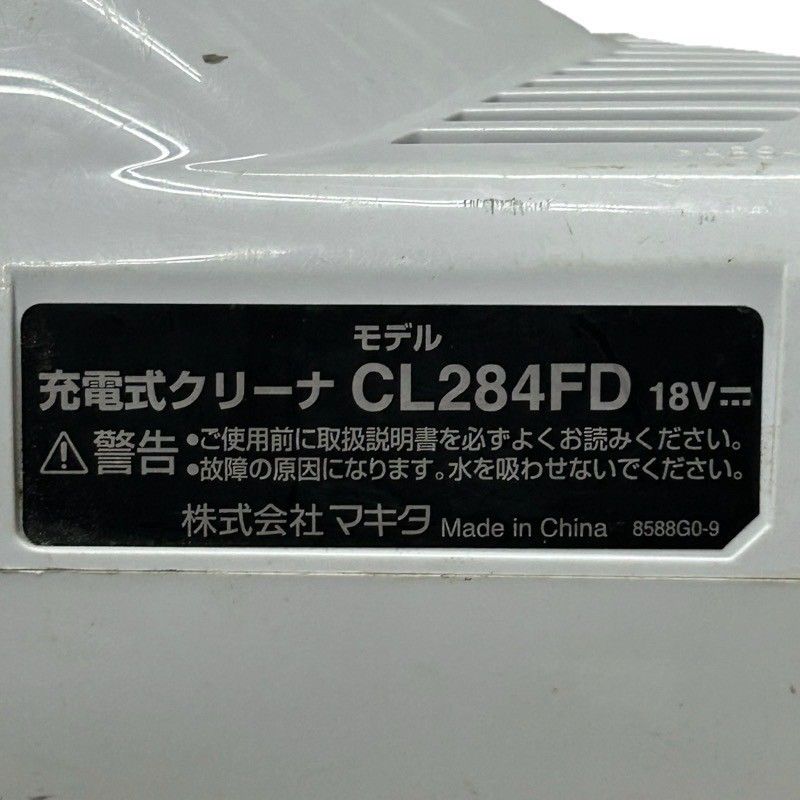 モデル
充電式クリーナ CL284FD 18V⎓
⚠警告 •ご使用前に取扱説明書を必ずよくお読みください。
•故障の原因になります。水を吸わせないでください。
株式会社マキタ Made in China 8588G0-9